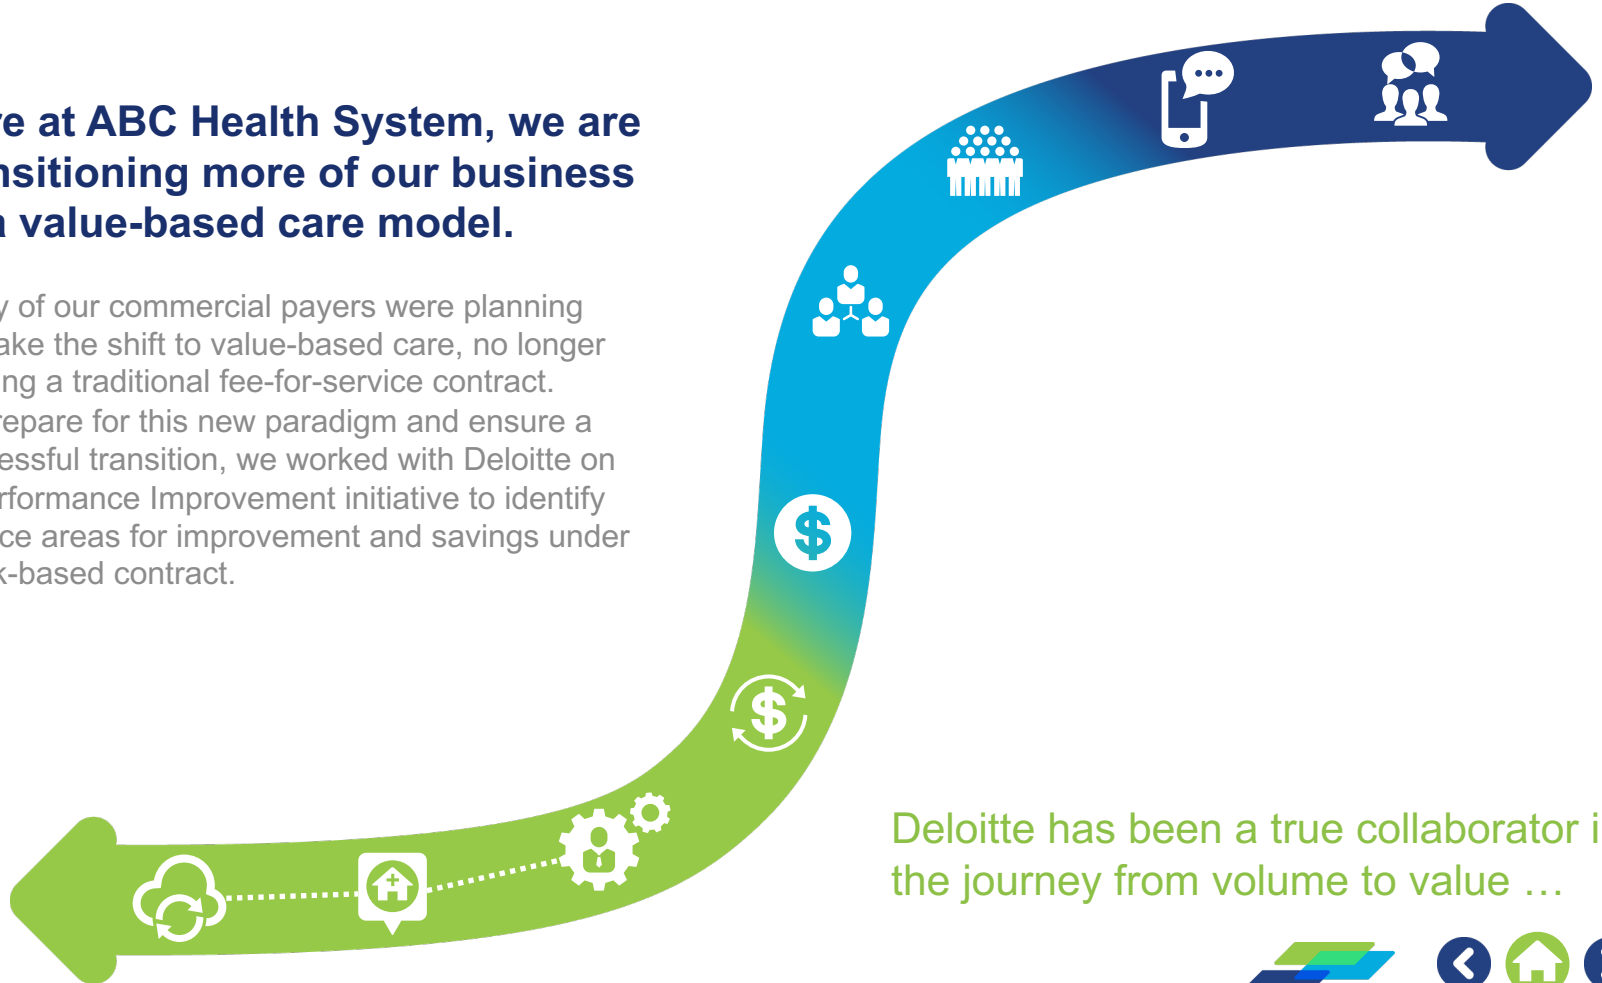 re at ABC Health System, we are
nsitioning more of our business
a value-based care model.
y of our commercial payers were planning
ake the shift to value-based care, no longer
ing a traditional fee-for-service contract.
repare for this new paradigm and ensure a
essful transition, we worked with Deloitte on
rformance Improvement initiative to identify
ce areas for improvement and savings under
k-based contract.
$
$
Deloitte has been a true collaborator i
the journey from volume to value …